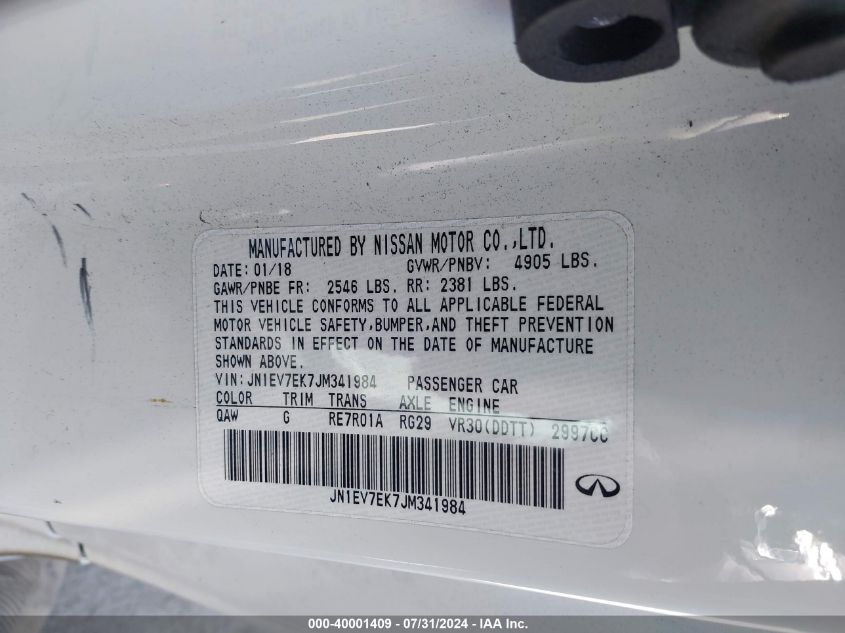 MANUFACTURED BY NISSAN MOTOR CO.,LTD.
DATE: 01/18 GVWR/PNBV: 4905 LBS.
GAWR/PNBE FR: 2546 LBS. RR: 2381 LBS.
THIS VEHICLE CONFORMS TO ALL APPLICABLE FEDERAL
MOTOR VEHICLE SAFETY,BUMPER,AND THEFT PREVENTION
STANDARDS IN EFFECT ON THE DATE OF MANUFACTURE
SHOWN ABOVE.
VIN: JN1EV7EK7JM341984 PASSENGER CAR
COLOR TRIM TRANS AXLE ENGINE
QAW G RE7R01A RG29 VR30(DDTT) 2997CC
JN1EV7EK7JM341984
000-40001409 / 07/31/2024 - IAA Inc.